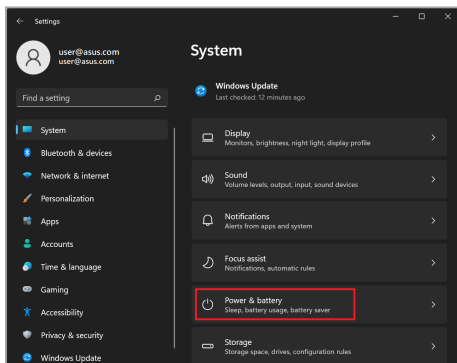 Settings
user@asus.com
user@asus.com
Find a setting
System
Bluetooth & devices
Network & internet
Personalization
Apps
Accounts
Time & language
Gaming
Accessibility
Privacy & security
Windows Update
System
Windows Update
Last checked: 12 minutes ago
Display
Monitors, brightness, night light, display profile
Sound
Volume levels, output, input, sound devices
Notifications
Alerts from apps and system
Focus assist
Notifications, automatic rules
Power & battery
Sleep, battery usage, battery saver
Storage
Storage space, drives, configuration rules